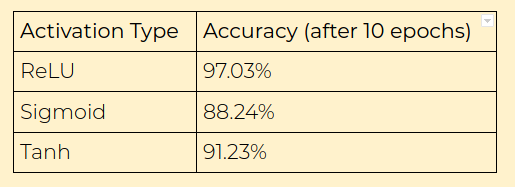 Activation Type Accuracy (after 10 epochs)
ReLU 97.03%
Sigmoid 88.24%
Tanh 91.23%